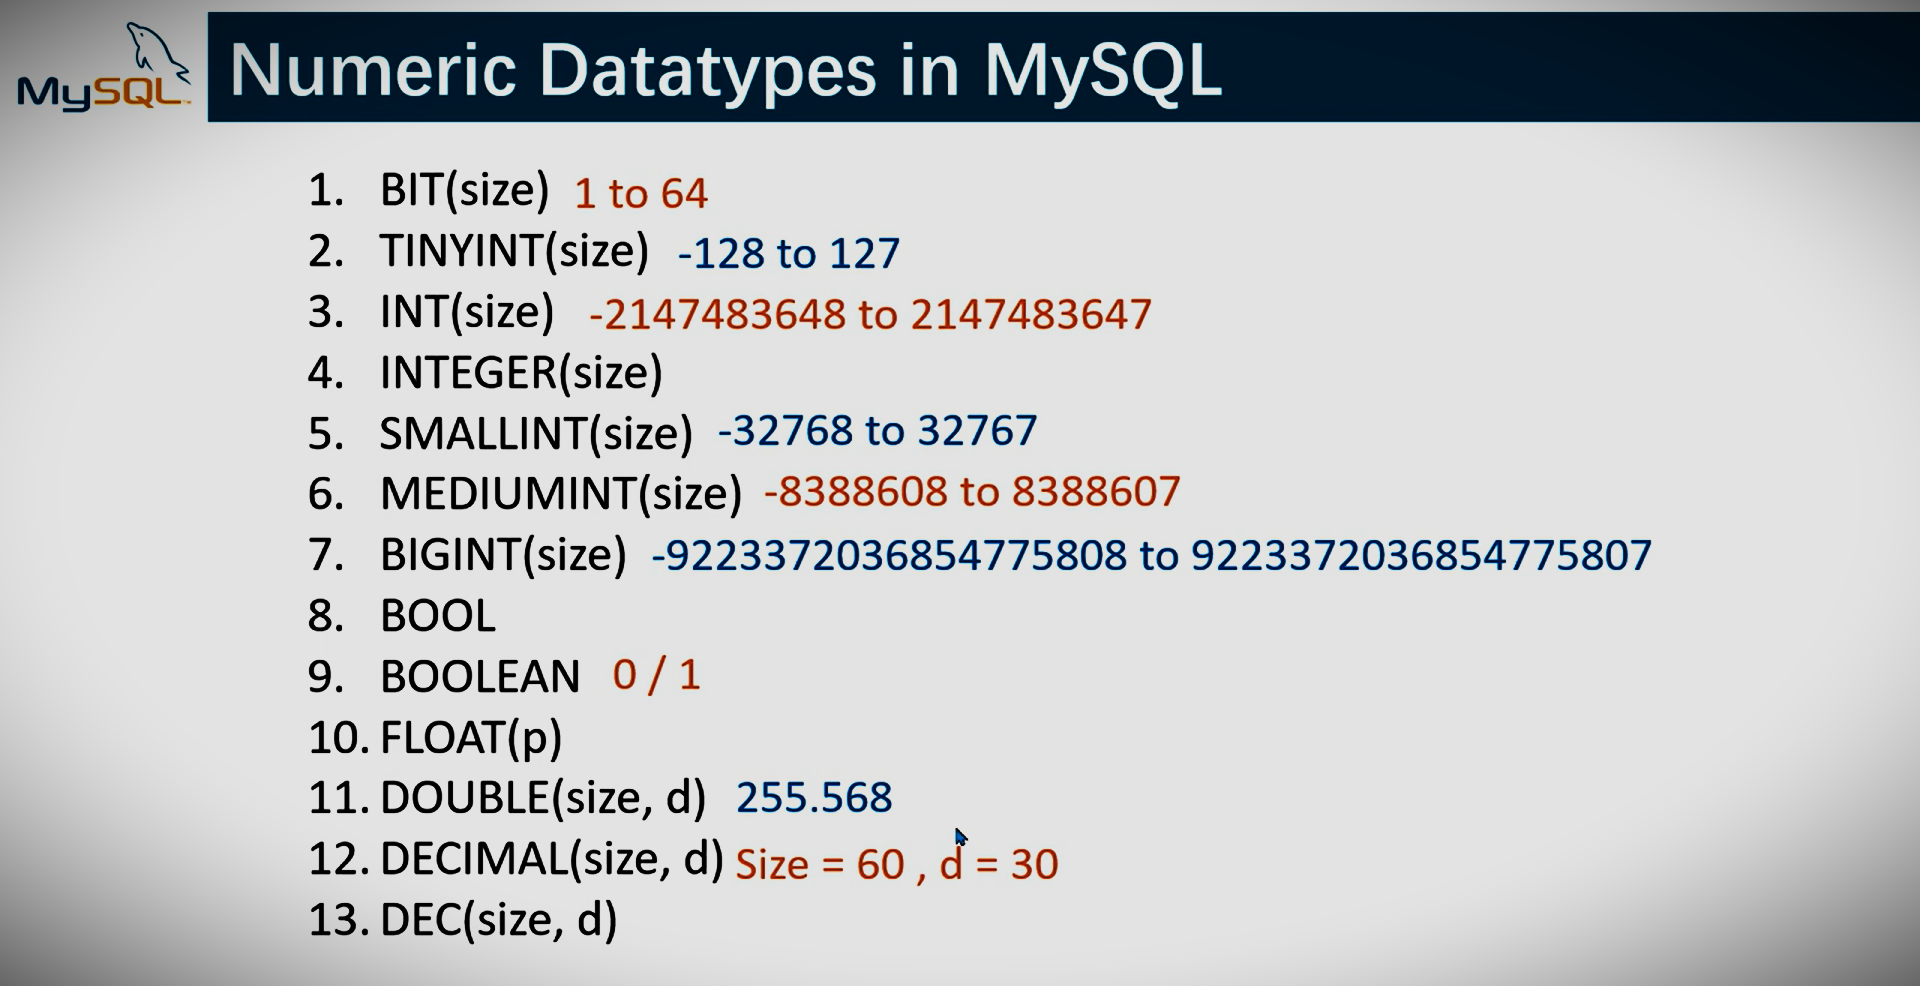 MySQL™
Numeric Datatypes in MySQL
1. BIT(size) 1 to 64
2. TINYINT(size) -128 to 127
3. INT(size) -2147483648 to 2147483647
4. INTEGER(size)
5. SMALLINT(size) -32768 to 32767
6. MEDIUMINT(size) -8388608 to 8388607
7. BIGINT(size) -9223372036854775808 to 9223372036854775807
8. BOOL
9. BOOLEAN 0 / 1
10. FLOAT(p)
11. DOUBLE(size, d) 255.568
12. DECIMAL(size, d) Size = 60 , d = 30
13. DEC(size, d)